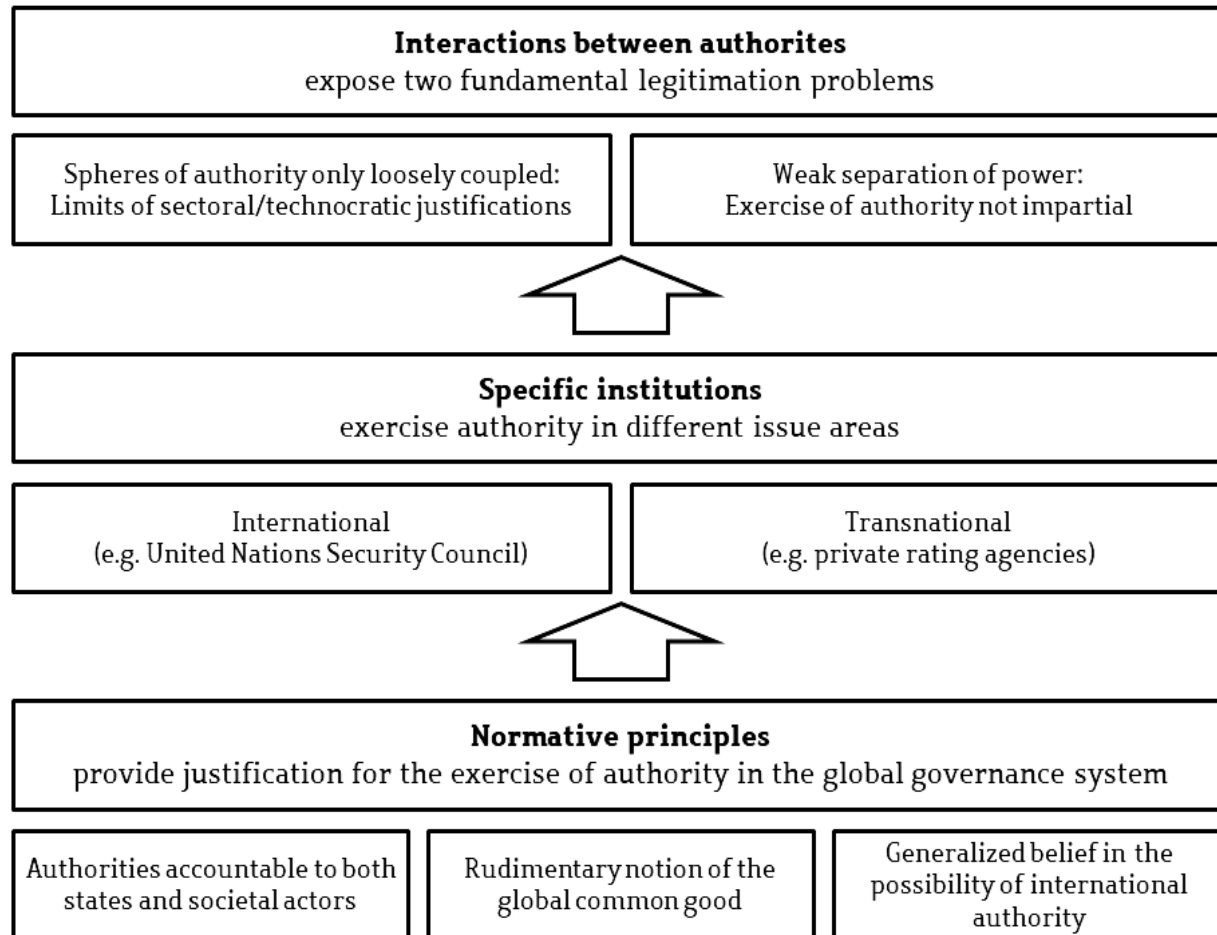 Interactions between authorites
expose two fundamental legitimation problems
Spheres of authority only loosely coupled:
Limits of sectoral/technocratic justifications
Weak separation of power:
Exercise of authority not impartial
Specific institutions
exercise authority in different issue areas
International
(e.g. United Nations Security Council)
Transnational
(e.g. private rating agencies)
Normative principles
provide justification for the exercise of authority in the global governance system
Authorities accountable to both
states and societal actors
Rudimentary notion of the
global common good
Generalized belief in the
possibility of international
authority